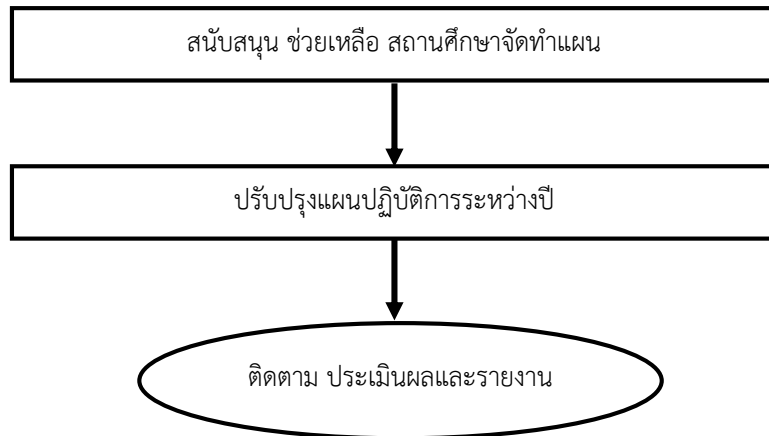 สนับสนุน ช่วยเหลือ สถานศึกษาจัดทำแผน
ปรับปรุงแผนปฏิบัติการระหว่างปี
ติดตาม ประเมินผลและรายงาน